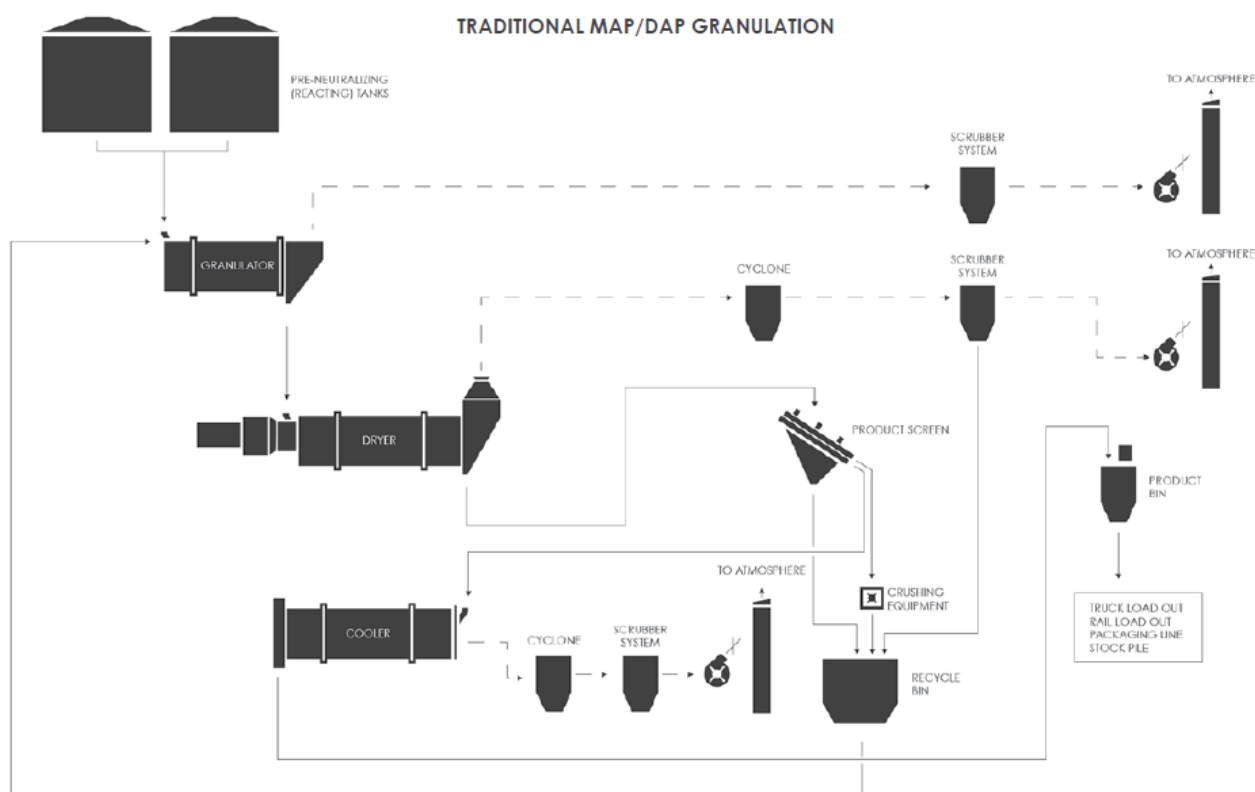 TRADITIONAL MAP/DAP GRANULATION
PRE-NEUTRALIZING
(REACTING) TANKS
TO ATMOSPHERE
SCRUBBER
SYSTEM
GRANULATOR
TO ATMOSPHERE
SCRUBBER
SYSTEM
CYCLONE
DRYER
PRODUCT SCREEN
PRODUCT
BIN
TO ATMOSPHERE
CRUSHING
EQUIPMENT
TRUCK LOAD OUT
RAIL LOAD OUT
PACKAGING LINE
STOCK PILE
COOLER
CYCLONE
SCRUBBER
SYSTEM
RECYCLE
BIN